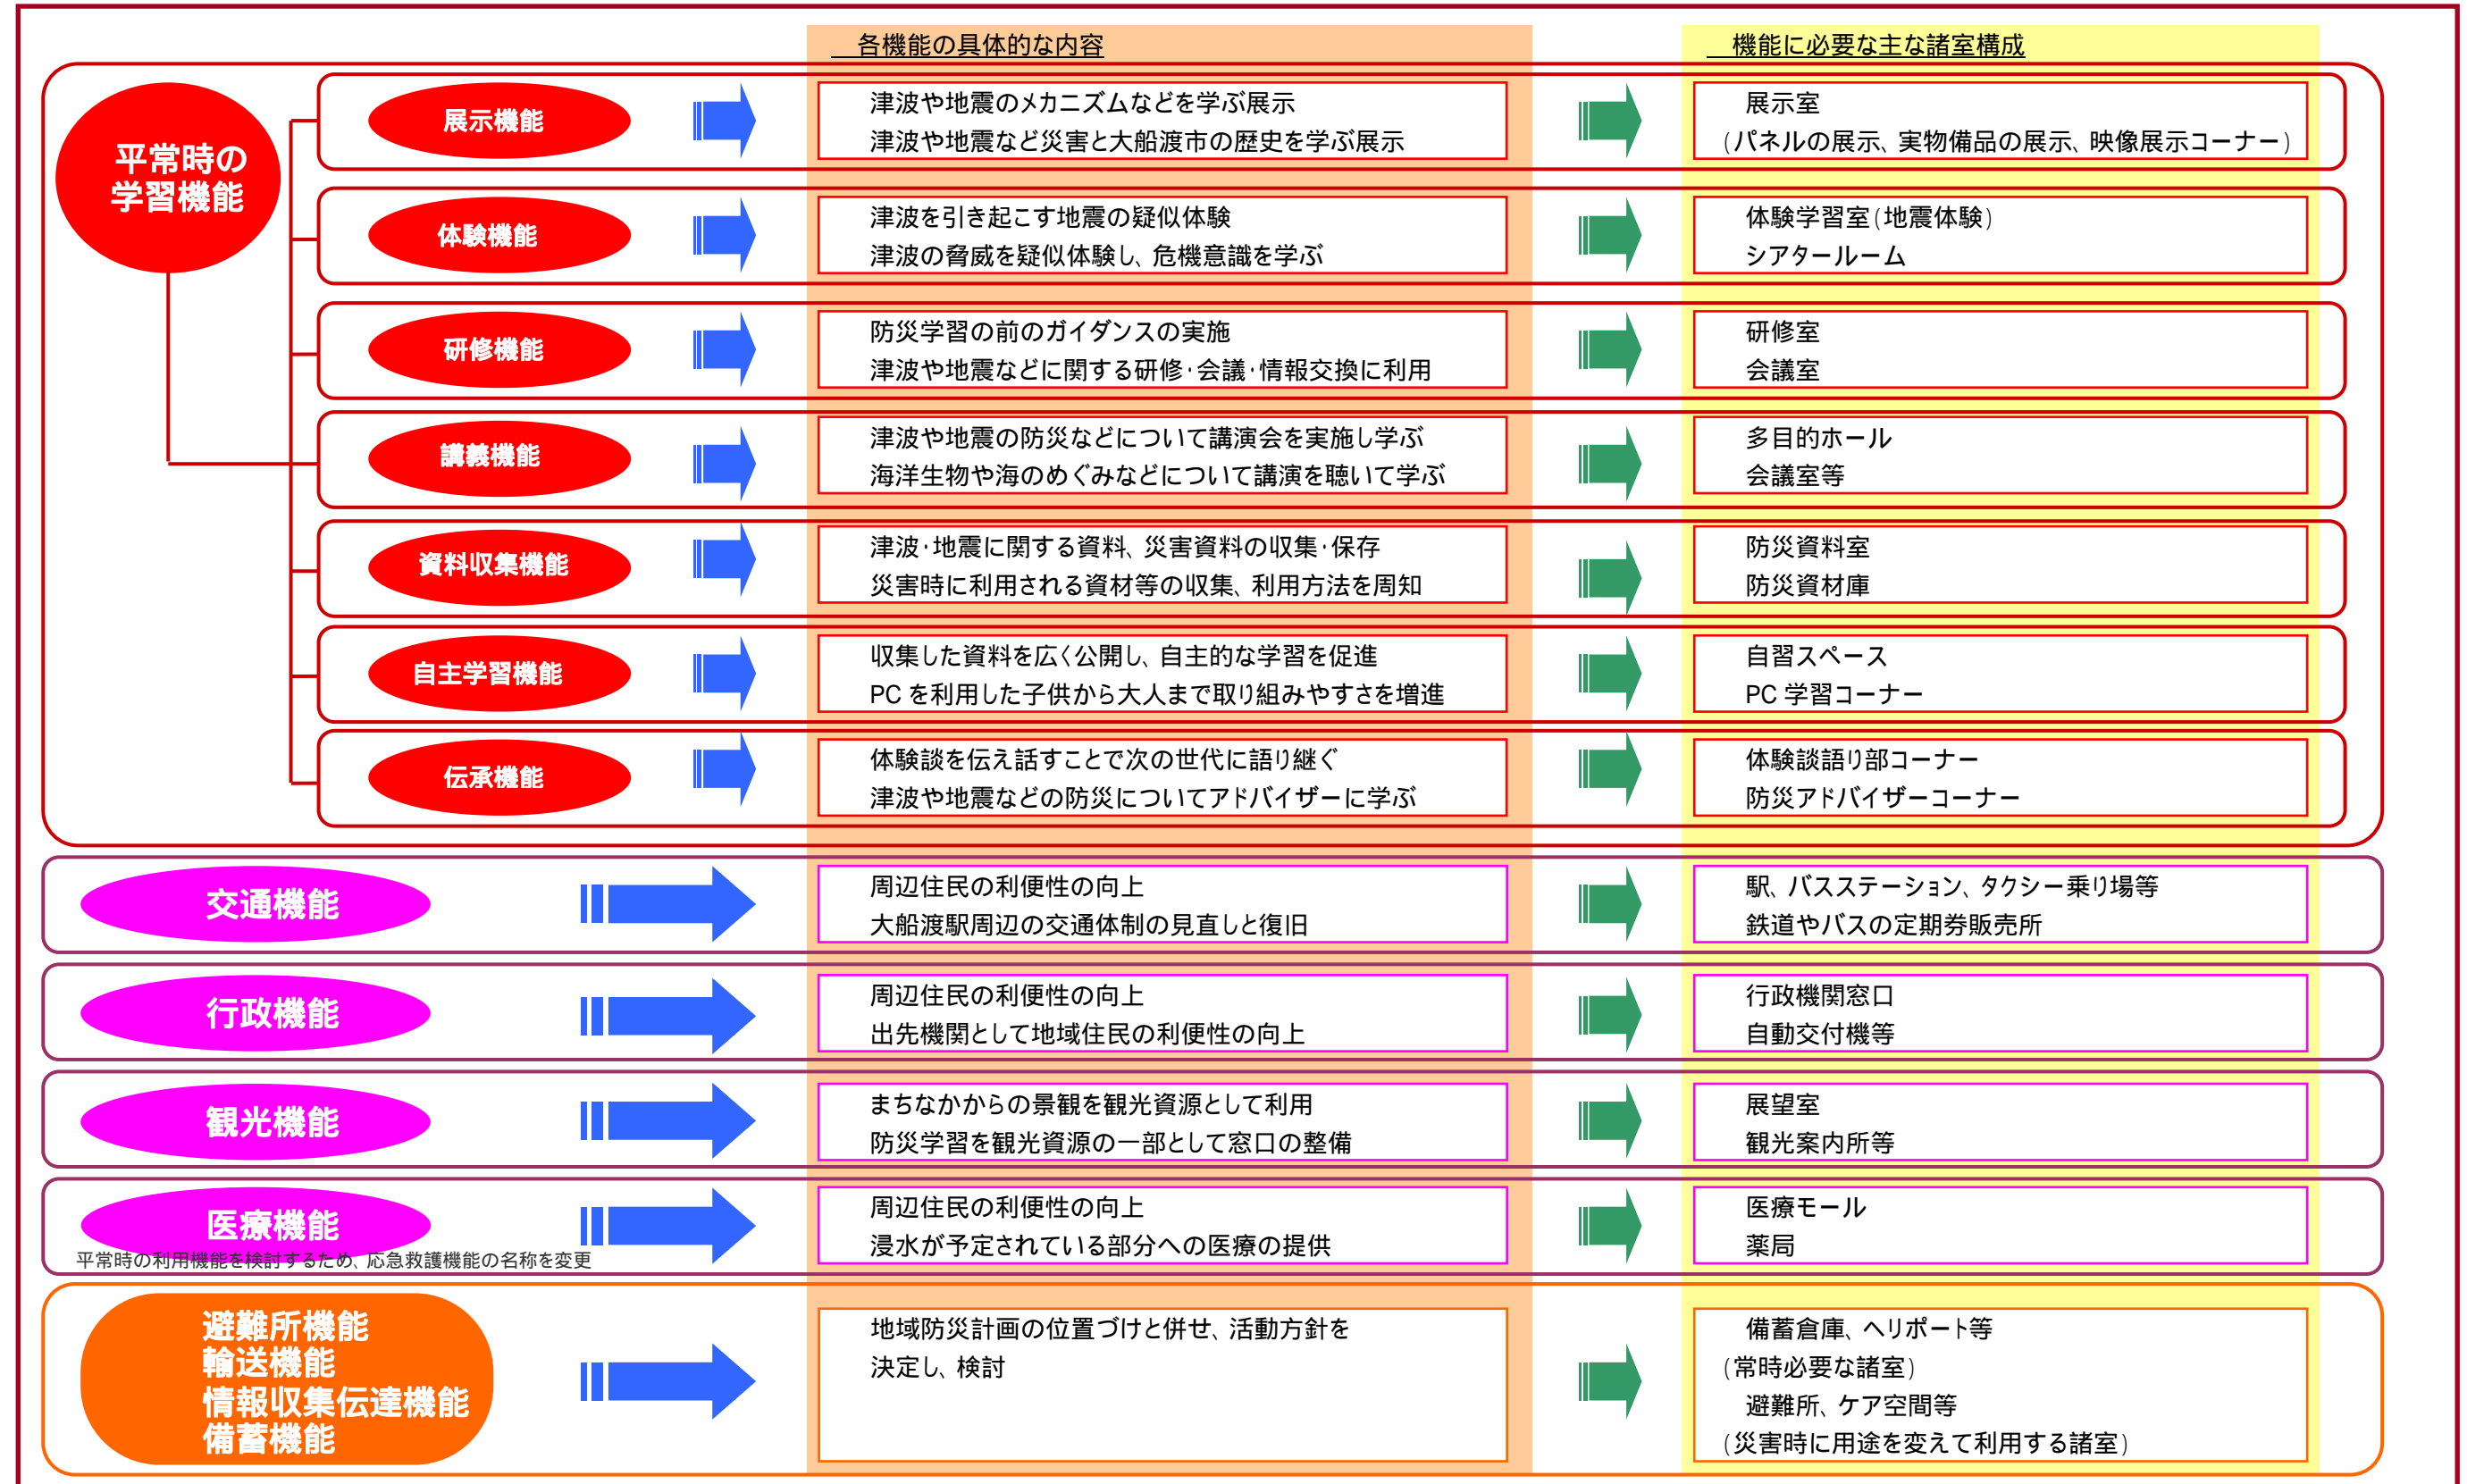 各機能の具体的な内容
機能に必要な主な諸室構成
平常時の
学習機能
展示機能
津波や地震のメカニズムなどを学ぶ展示
津波や地震など災害と大船渡市の歴史を学ぶ展示
展示室
(パネルの展示、実物備品の展示、映像展示コーナー)
体験機能
津波を引き起こす地震の疑似体験
津波の脅威を疑似体験し、危機意識を学ぶ
体験学習室(地震体験)
シアタールーム
研修機能
防災学習の前のガイダンスの実施
津波や地震などに関する研修・会議・情報交換に利用
研修室
会議室
講義機能
津波や地震の防災などについて講演会を実施し学ぶ
海洋生物や海のめぐみなどについて講演を聴いて学ぶ
多目的ホール
会議室等
資料収集機能
津波・地震に関する資料、災害資料の収集・保存
災害時に利用される資材等の収集、利用方法を周知
防災資料室
防災資材庫
自主学習機能
収集した資料を広く公開し、自主的な学習を促進
PC を利用した子供から大人まで取り組みやすさを増進
自習スペース
PC 学習コーナー
伝承機能
体験談を伝え話すことで次の世代に語り継ぐ
津波や地震などの防災についてアドバイザーに学ぶ
体験談語り部コーナー
防災アドバイザーコーナー
交通機能
周辺住民の利便性の向上
大船渡駅周辺の交通体制の見直しと復旧
駅、バスステーション、タクシー乗り場等
鉄道やバスの定期券販売所
行政機能
周辺住民の利便性の向上
出先機関として地域住民の利便性の向上
行政機関窓口
自動交付機等
観光機能
まちなかからの景観を観光資源として利用
防災学習を観光資源の一部として窓口の整備
展望室
観光案内所等
医療機能
平常時の利用機能を検討するため、応急救護機能の名称を変更
周辺住民の利便性の向上
浸水が予定されている部分への医療の提供
医療モール
薬局
避難所機能
輸送機能
情報収集伝達機能
備蓄機能
地域防災計画の位置づけと併せ、活動方針を
決定し、検討
備蓄倉庫、ヘリポート等
(常時必要な諸室)
避難所、ケア空間等
(災害時に用途を変えて利用する諸室)